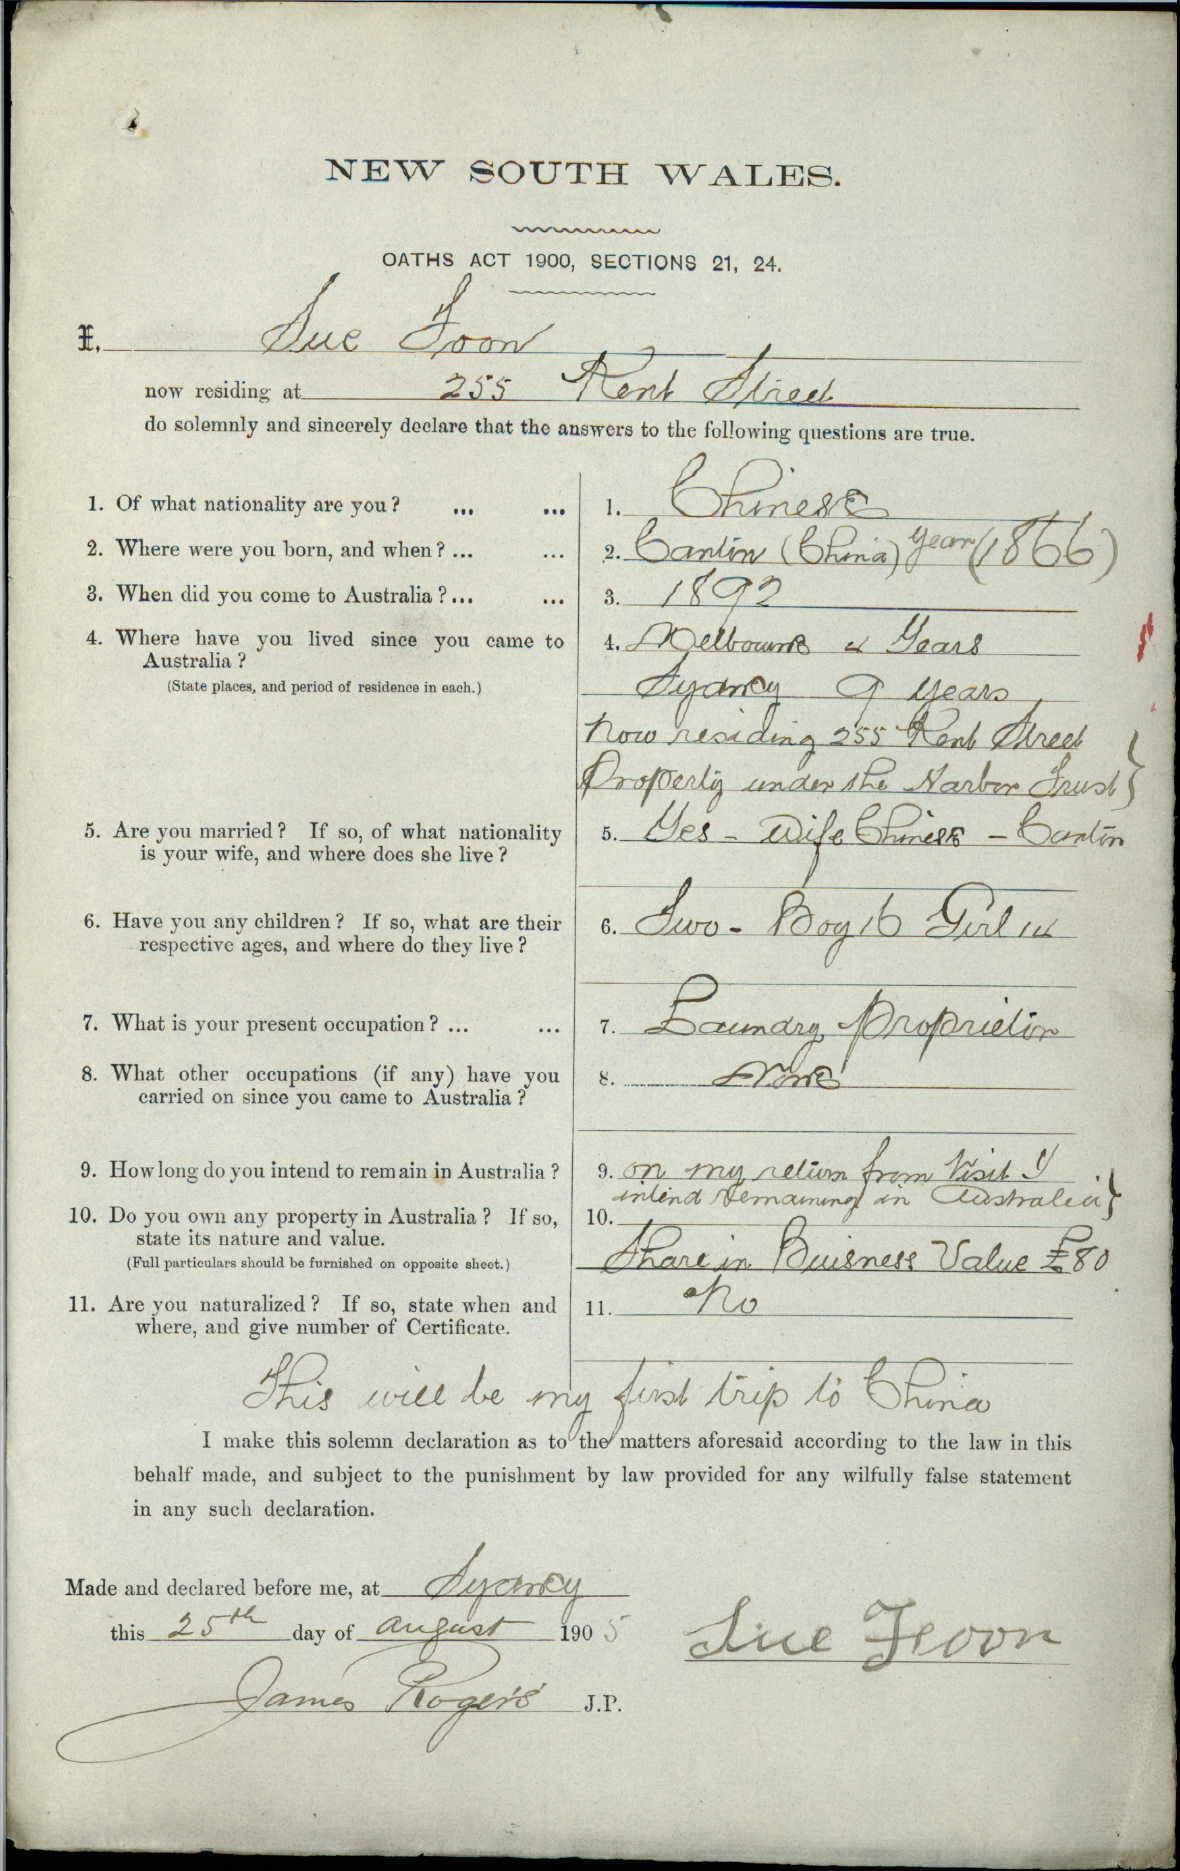 NEW SOUTH WALES.
OATHS ACT 1900, SECTIONS 21, 24.
I, Sue Foon
now residing at 255 Kent Street
do solemnly and sincerely declare that the answers to the following questions are true.
1. Of what nationality are you? ... ... 1. Chinese
2. Where were you born, and when? ... ... 2. Canton (China) Year (1866)
3. When did you come to Australia? ... ... 3. 1892
4. Where have you lived since you came to 4. Melbourne 4 Years
Australia?
(State places, and period of residence in each.) Sydney 9 years
Now residing 255 Kent Street
Property under the Harbor Trust }
5. Are you married? If so, of what nationality 5. Yes - Wife Chinese - Canton
is your wife, and where does she live?
6. Have you any children? If so, what are their 6. Two - Boy 16 Girl 14
respective ages, and where do they live?
7. What is your present occupation? ... ... 7. Laundry Proprietor
8. What other occupations (if any) have you 8. None
carried on since you came to Australia?
9. How long do you intend to remain in Australia? 9. on my return from Visit I
intend remaining in Australia }
10. Do you own any property in Australia? If so, 10.
state its nature and value. Share in Buisness Value £80
(Full particulars should be furnished on opposite sheet.)
11. Are you naturalized? If so, state when and 11. No
where, and give number of Certificate.
This will be my first trip to China
I make this solemn declaration as to the matters aforesaid according to the law in this
behalf made, and subject to the punishment by law provided for any wilfully false statement
in any such declaration.
Made and declared before me, at Sydney
this 25th day of August 1905 Sue Foon
James Rogers J.P.